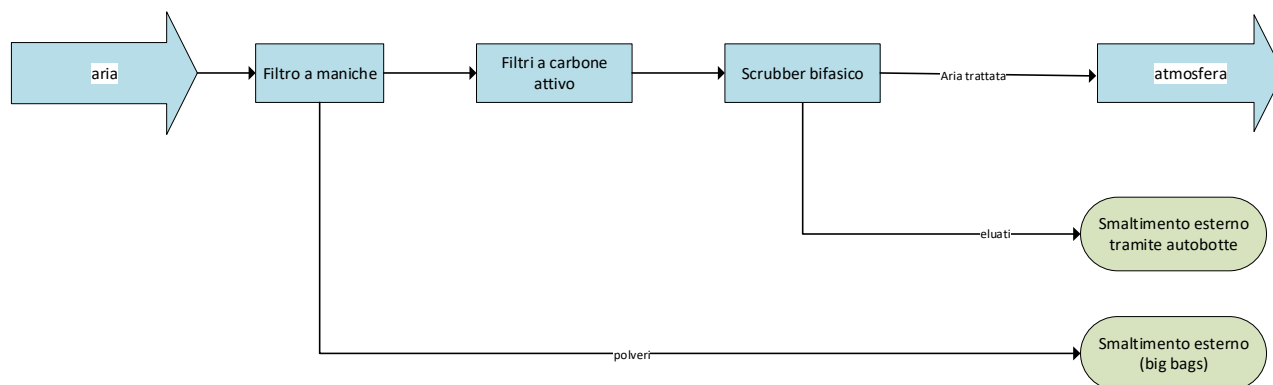 aria
Filtro a maniche
Filtri a carbone
attivo
Scrubber bifasico
Aria trattata
atmosfera
eluati
Smaltimento esterno
tramite autobotte
polveri
Smaltimento esterno
(big bags)